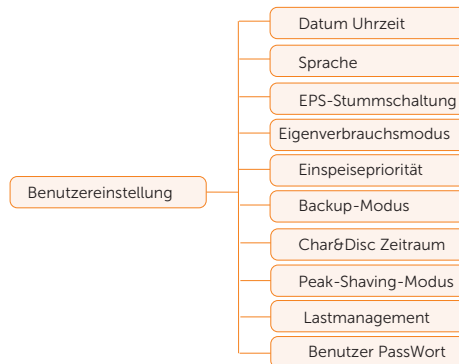 Datum Uhrzeit
Sprache
EPS-Stummschaltung
Eigenverbrauchsmodus
Einspeisepriorität
Benutzereinstellung
Backup-Modus
Char&Disc Zeitraum
Peak-Shaving-Modus
Lastmanagement
Benutzer PassWort